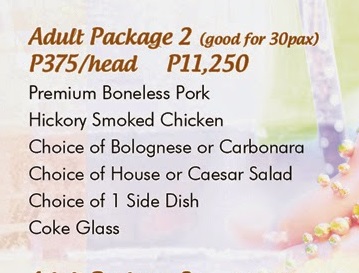 Adult Package 2 (good for 30pax)
P375/head P11,250
Premium Boneless Pork
Hickory Smoked Chicken
Choice of Bolognese or Carbonara
Choice of House or Caesar Salad
Choice of 1 Side Dish
Coke Glass